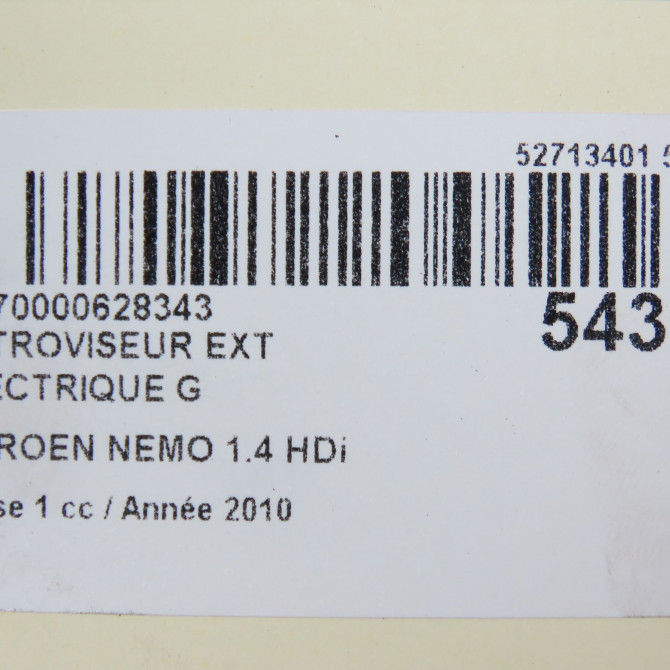 52713401 5
70000628343
543
TROVISEUR EXT
ECTRIQUE G
ROEN NEMO 1.4 HDi
se 1 cc / Année 2010